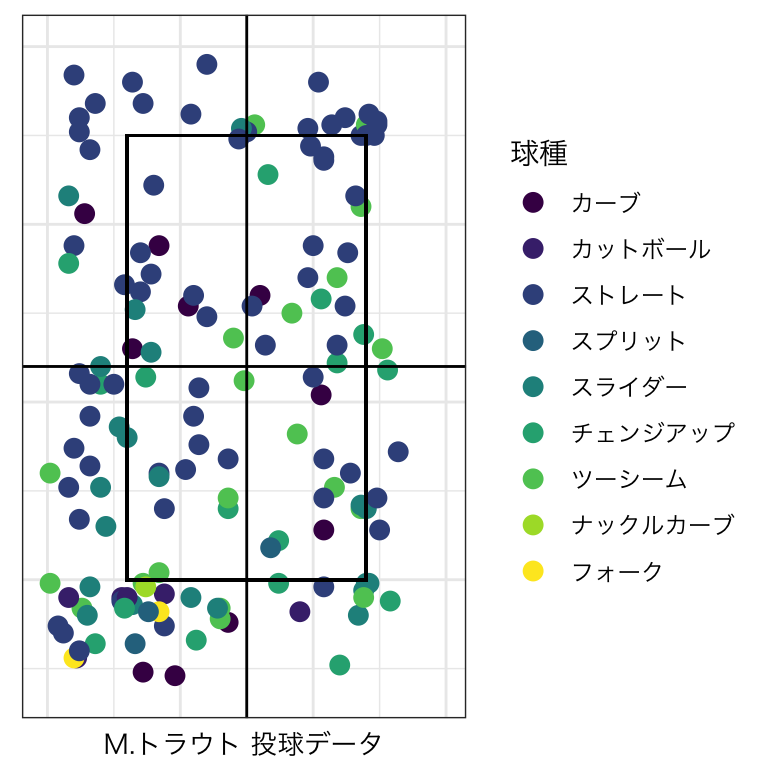 球種
カーブ
カットボール
ストレート
スプリット
スライダー
チェンジアップ
ツーシーム
ナックルカーブ
フォーク
M.トラウト 投球データ